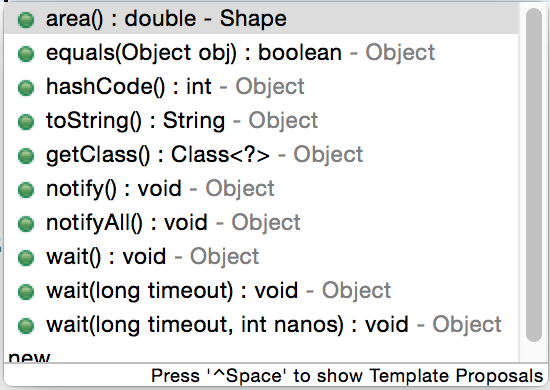 area() : double - Shape
equals(Object obj) : boolean - Object
hashCode() : int - Object
toString() : String - Object
getClass() : Class<?> - Object
notify() : void - Object
notifyAll() : void - Object
wait() : void - Object
wait(long timeout) : void - Object
wait(long timeout, int nanos) : void - Object
new
Press '^Space' to show Template Proposals